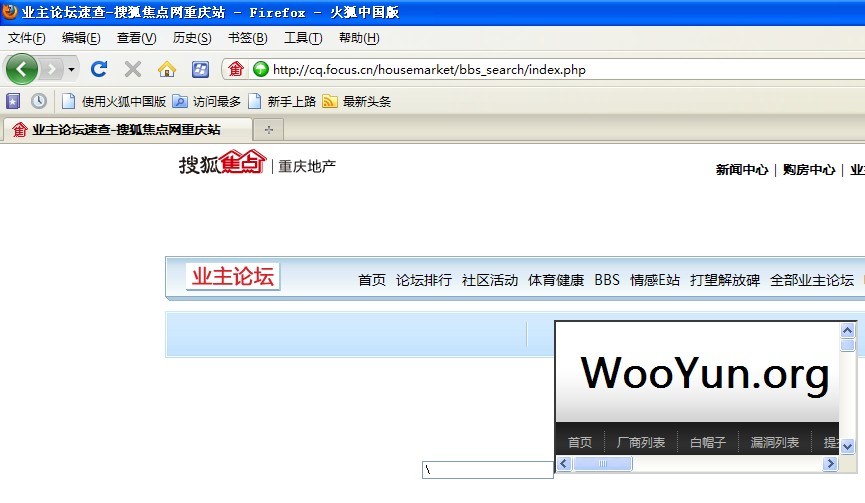 业主论坛速查-搜狐焦点网重庆站 - Firefox - 火狐中国版
文件(F) 编辑(E) 查看(V) 历史(S) 书签(B) 工具(T) 帮助(H)
http://cq.focus.cn/housemarket/bbs_search/index.php
使用火狐中国版 访问最多 新手上路 最新头条
业主论坛速查-搜狐焦点网重庆站
搜狐焦点 | 重庆地产
新闻中心 | 购房中心 | 业
业主论坛 首页 论坛排行 社区活动 体育健康 BBS 情感E站 打望解放碑 全部业主论坛
WooYun.org
首页 厂商列表 白帽子 漏洞列表 提
\